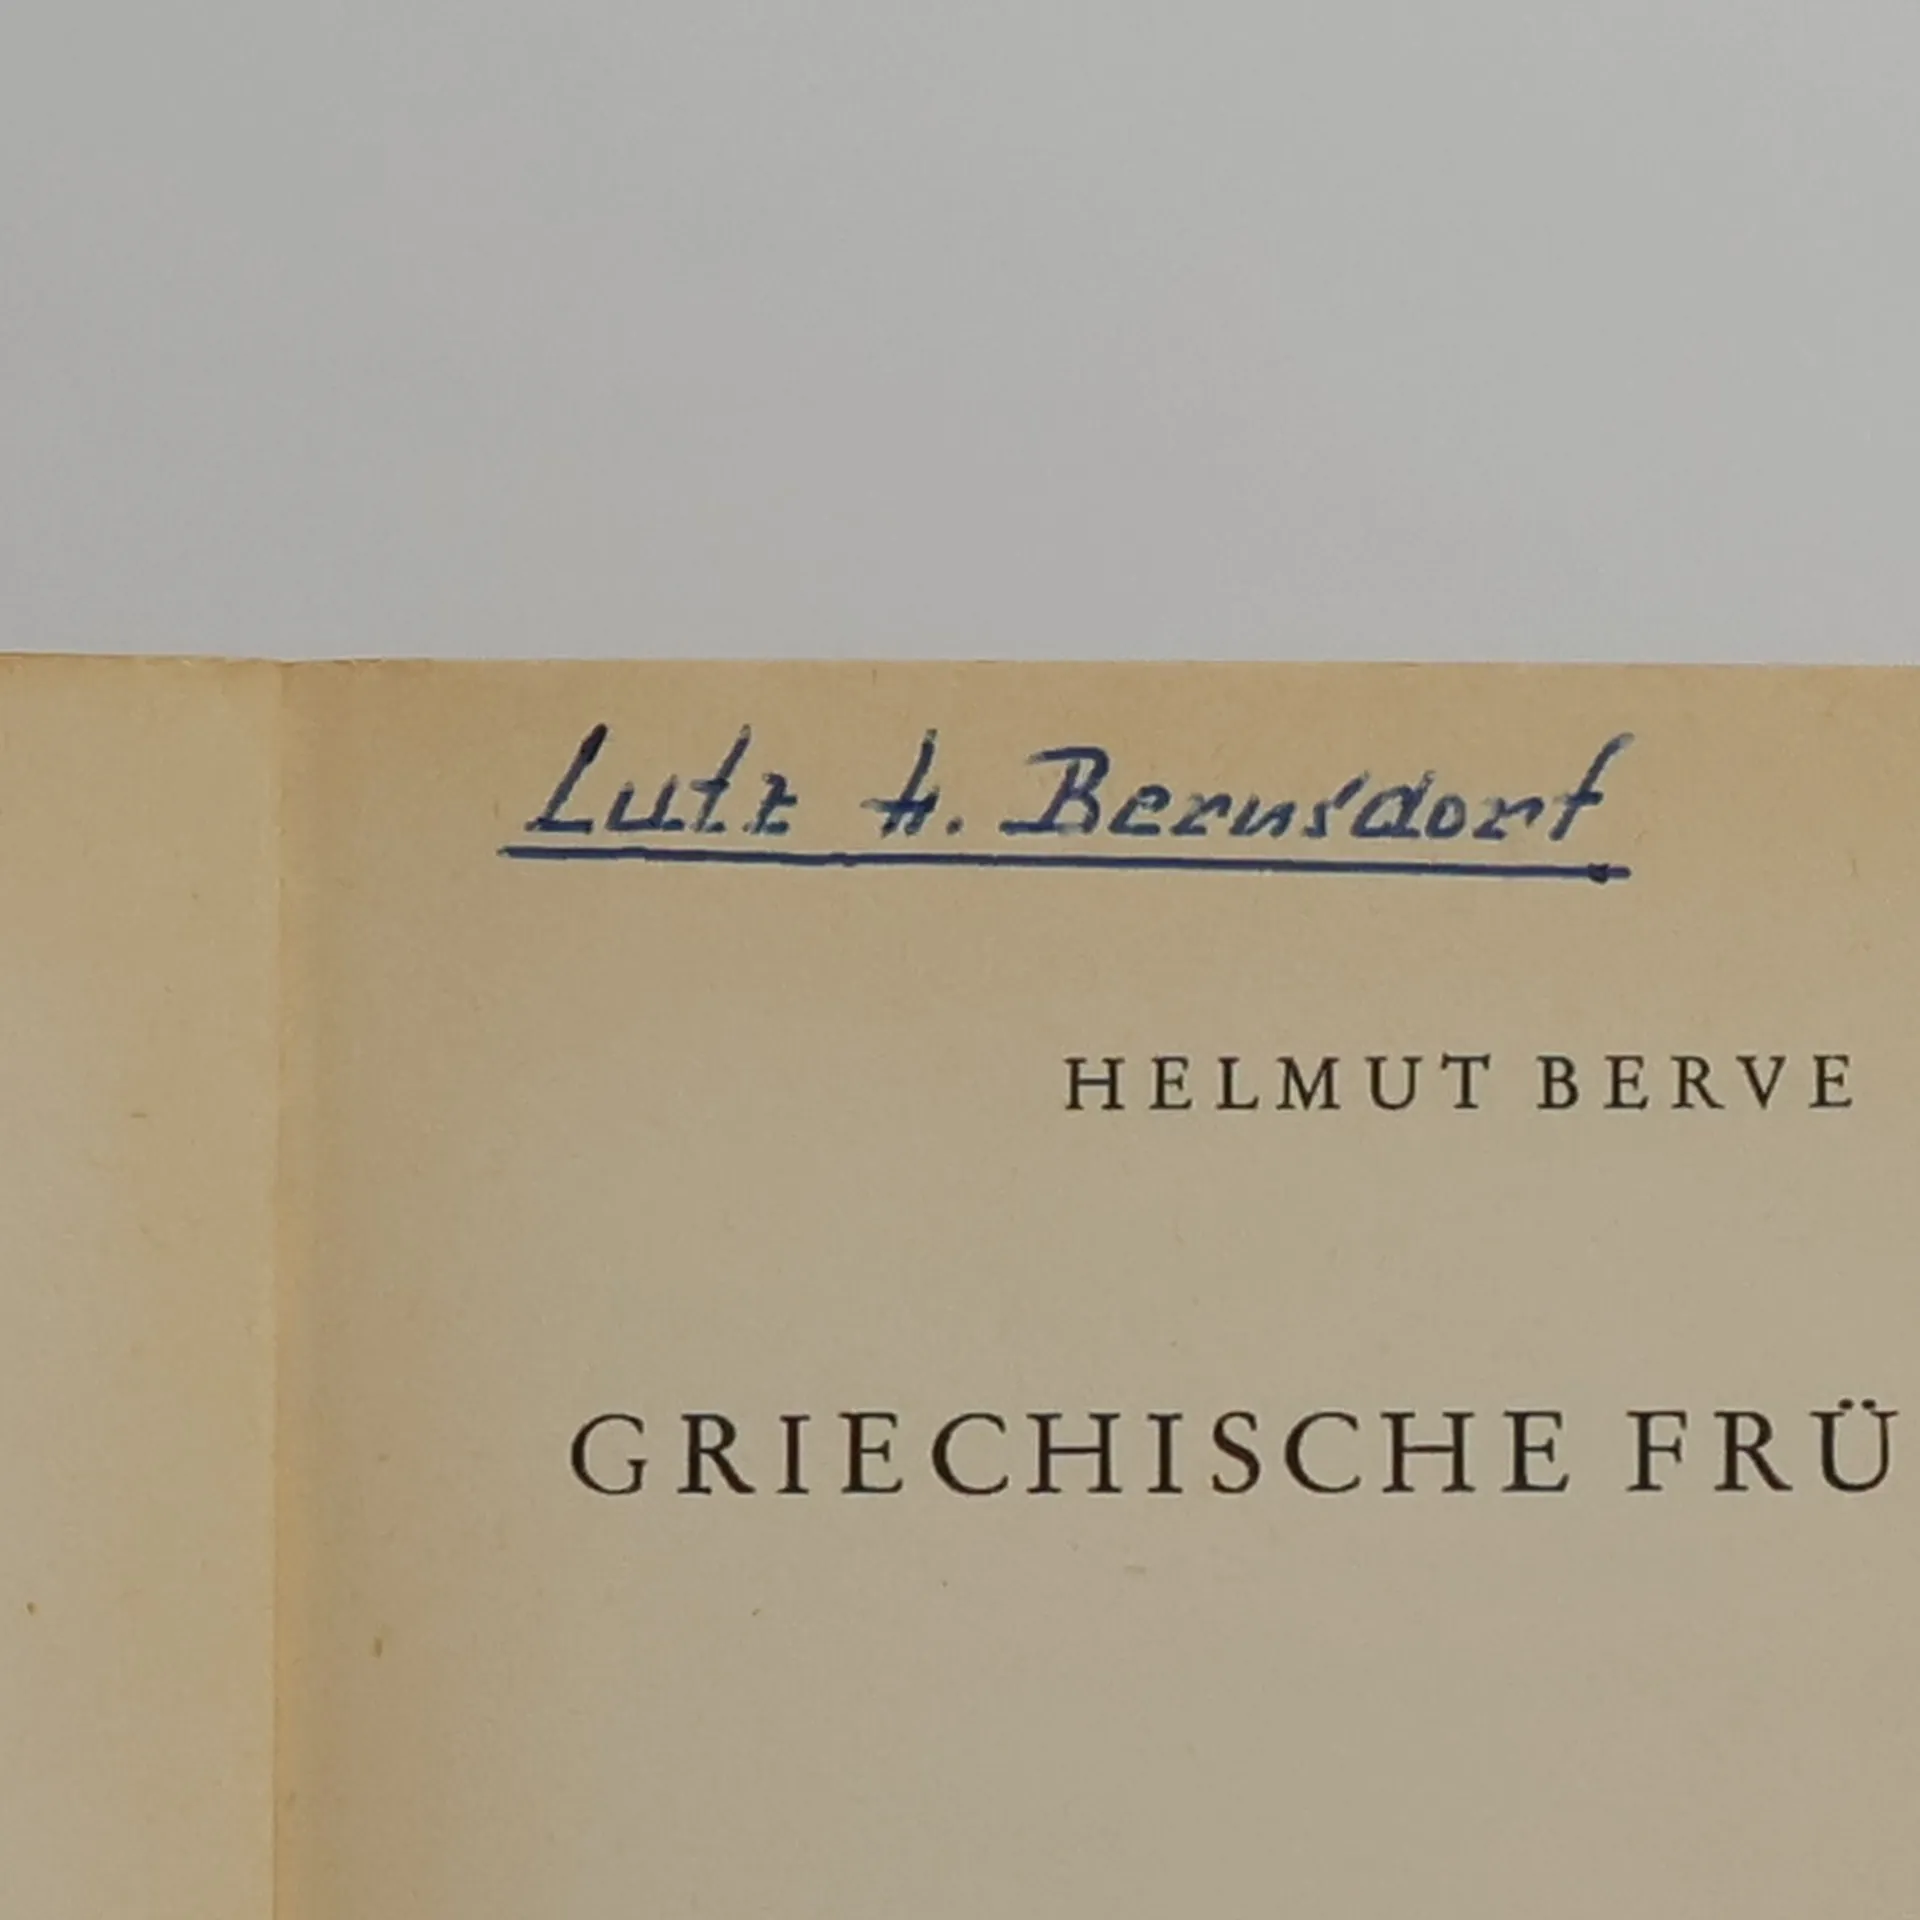 Lutz H. Bernsdorf
HELMUT BERVE
GRIECHISCHE FRÜ